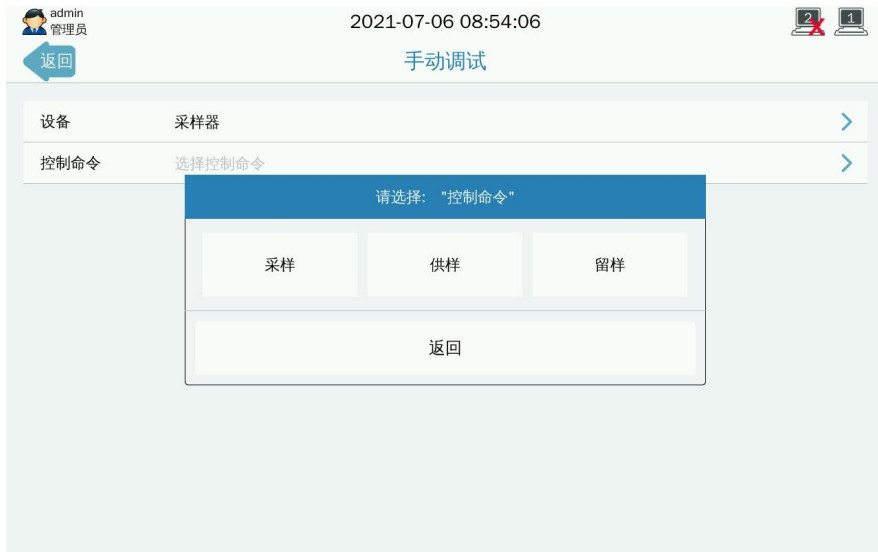 admin
管理员
2021-07-06 08:54:06
2
1
返回
手动调试
设备 采样器
控制命令 选择控制命令
请选择: "控制命令"
采样 供样 留样
返回